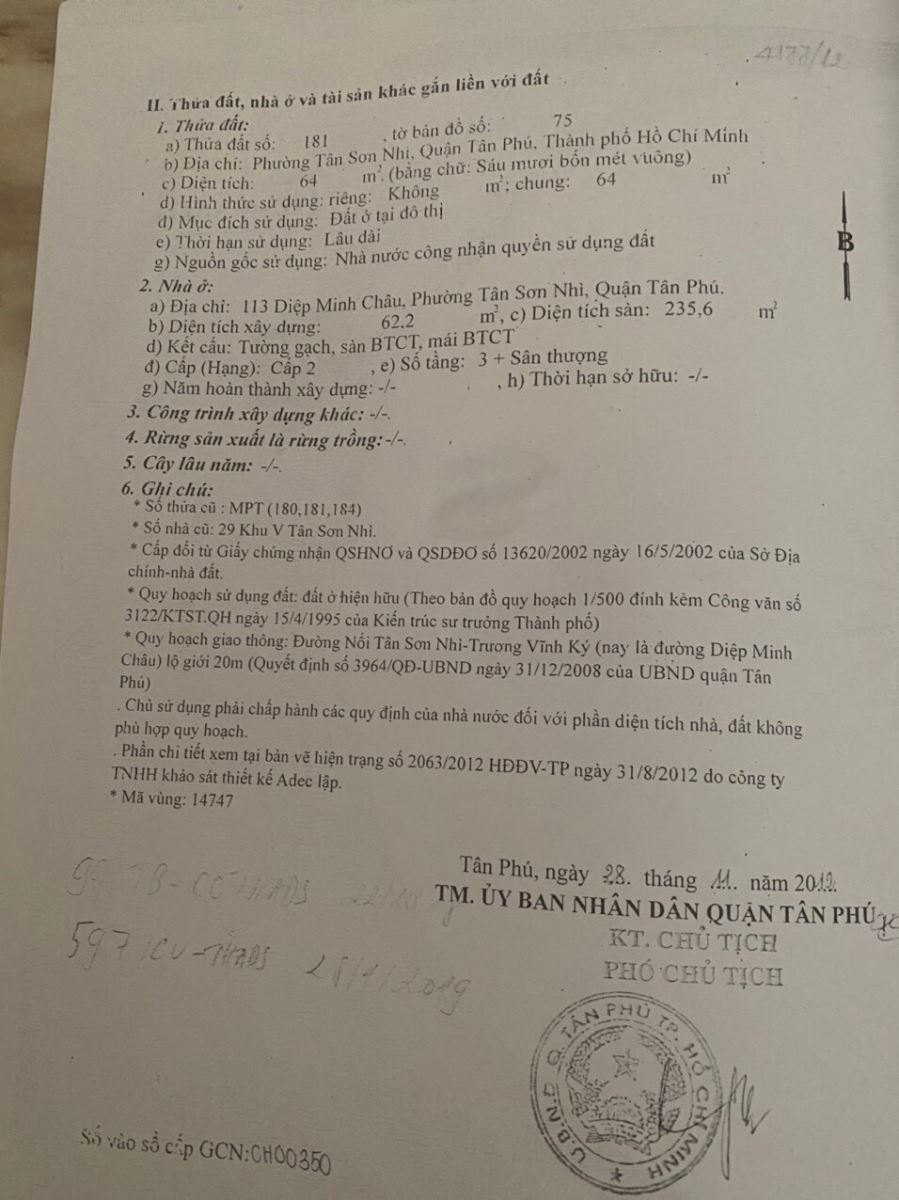 4377/12
II. Thửa đất, nhà ở và tài sản khác gắn liền với đất
1. Thửa đất:
a) Thửa đất số: 181 , tờ bản đồ số: 75
b) Địa chỉ: Phường Tân Sơn Nhì, Quận Tân Phú, Thành phố Hồ Chí Minh
c) Diện tích: 64 m². (bằng chữ: Sáu mươi bốn mét vuông)
d) Hình thức sử dụng: riêng: Không m²; chung: 64 m²
đ) Mục đích sử dụng: Đất ở tại đô thị
e) Thời hạn sử dụng: Lâu dài
g) Nguồn gốc sử dụng: Nhà nước công nhận quyền sử dụng đất
B
2. Nhà ở:
a) Địa chỉ: 113 Diệp Minh Châu, Phường Tân Sơn Nhì, Quận Tân Phú.
b) Diện tích xây dựng: 62.2 m², c) Diện tích sàn: 235,6 m²
d) Kết cấu: Tường gạch, sàn BTCT, mái BTCT
đ) Cấp (Hạng): Cấp 2 , e) Số tầng: 3 + Sân thượng
g) Năm hoàn thành xây dựng: -/- , h) Thời hạn sở hữu: -/-
3. Công trình xây dựng khác: -/-.
4. Rừng sản xuất là rừng trồng: -/-.
5. Cây lâu năm: -/-.
6. Ghi chú:
* Số thửa cũ : MPT (180,181,184)
* Số nhà cũ: 29 Khu V Tân Sơn Nhì.
* Cấp đổi từ Giấy chứng nhận QSHNƠ và QSDĐƠ số 13620/2002 ngày 16/5/2002 của Sở Địa
chính-nhà đất.
* Quy hoạch sử dụng đất: đất ở hiện hữu (Theo bản đồ quy hoạch 1/500 đính kèm Công văn số
3122/KTST.QH ngày 15/4/1995 của Kiến trúc sư trưởng Thành phố)
* Quy hoạch giao thông: Đường Nối Tân Sơn Nhì-Trương Vĩnh Ký (nay là đường Diệp Minh
Châu) lộ giới 20m (Quyết định số 3964/QĐ-UBND ngày 31/12/2008 của UBND quận Tân
Phú)
. Chủ sử dụng phải chấp hành các quy định của nhà nước đối với phần diện tích nhà, đất không
phù hợp quy hoạch.
. Phần chi tiết xem tại bản vẽ hiện trạng số 2063/2012 HĐĐV-TP ngày 31/8/2012 do công ty
TNHH khảo sát thiết kế Adec lập.
* Mã vùng: 14747
Tân Phú, ngày 28. tháng 11. năm 2012.
TM. ỦY BAN NHÂN DÂN QUẬN TÂN PHÚ
KT. CHỦ TỊCH
PHÓ CHỦ TỊCH
597/CV-THADS
U.B.N.D Q. TÂN PHÚ TP. HỒ CHÍ MINH
Số vào sổ cấp GCN:CH00350